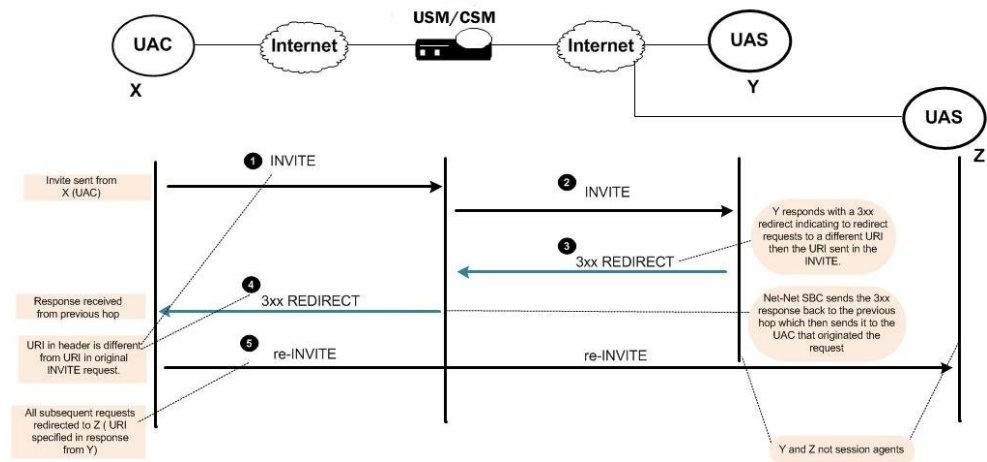 USM/CSM
UAC
Internet
Internet
UAS
X
Y
UAS
Z
1 INVITE
Invite sent from
X (UAC)
2 INVITE
Y responds with a 3xx
redirect indicating to redirect
requests to a different URI
then the URI sent in the
INVITE.
3
3xx REDIRECT
4
3xx REDIRECT
Response received
from previous hop
Net-Net SBC sends the 3xx
response back to the previous
hop which then sends it to the
UAC that originated the
request
URI in header is different
from URI in original
INVITE request.
5
re-INVITE
re-INVITE
All subsequent requests
redirected to Z ( URI
specified in response
from Y)
Y and Z not session agents